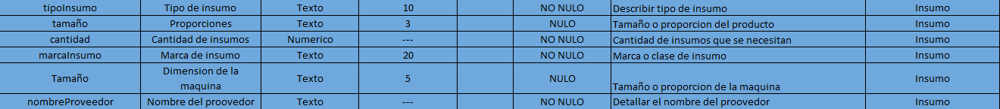 tipoInsumo Tipo de insumo Texto 10 NO NULO Describir tipo de insumo Insumo
tamaño Proporciones Texto 3 NULO Tamaño o proporcion del producto Insumo
cantidad Cantidad de insumos Numerico --- NO NULO Cantidad de insumos que se necesitan Insumo
marcaInsumo Marca de insumo Texto 20 NO NULO Marca o clase de insumo Insumo
Tamaño Dimension de la maquina Texto 5 NULO Tamaño o proporcion de la maquina Insumo
nombreProveedor Nombre del proovedor Texto --- NO NULO Detallar el nombre del proovedor Insumo